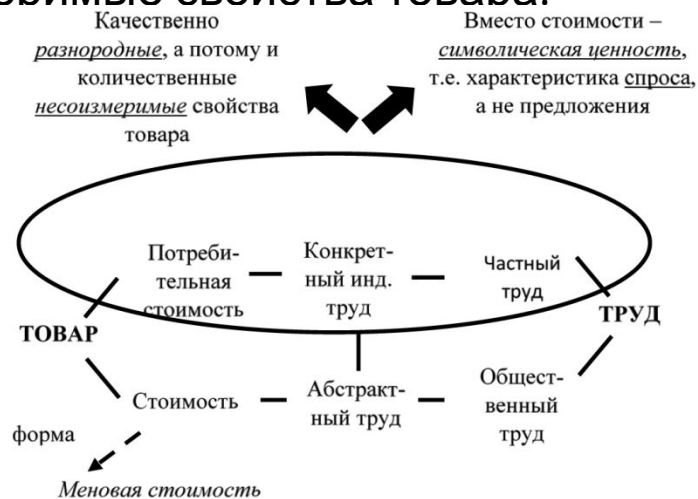 Качественно
разнородные, а потому и
количественные
несоизмеримые свойства
товара
Вместо стоимости –
символическая ценность,
т.е. характеристика спроса,
а не предложения
Потреби-
тельная
стоимость
Конкрет-
ный инд.
труд
Частный
труд
ТОВАР
ТРУД
Стоимость
Абстракт-
ный труд
Общест-
венный
труд
форма
Меновая стоимость